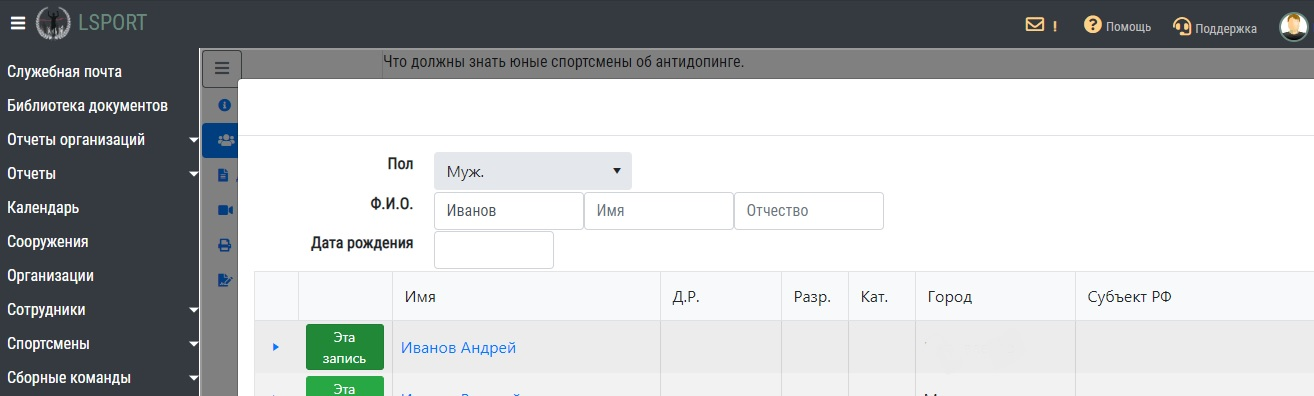 LSPORT
! Помощь Поддержка
Служебная почта
Библиотека документов
Отчеты организаций
Отчеты
Календарь
Сооружения
Организации
Сотрудники
Спортсмены
Сборные команды
Что должны знать юные спортсмены об антидопинге.
Пол Муж.
Ф.И.О. Иванов Имя Отчество
Дата рождения
Имя Д.Р. Разр. Кат. Город Субъект РФ
Эта
запись
Иванов Андрей
Эта